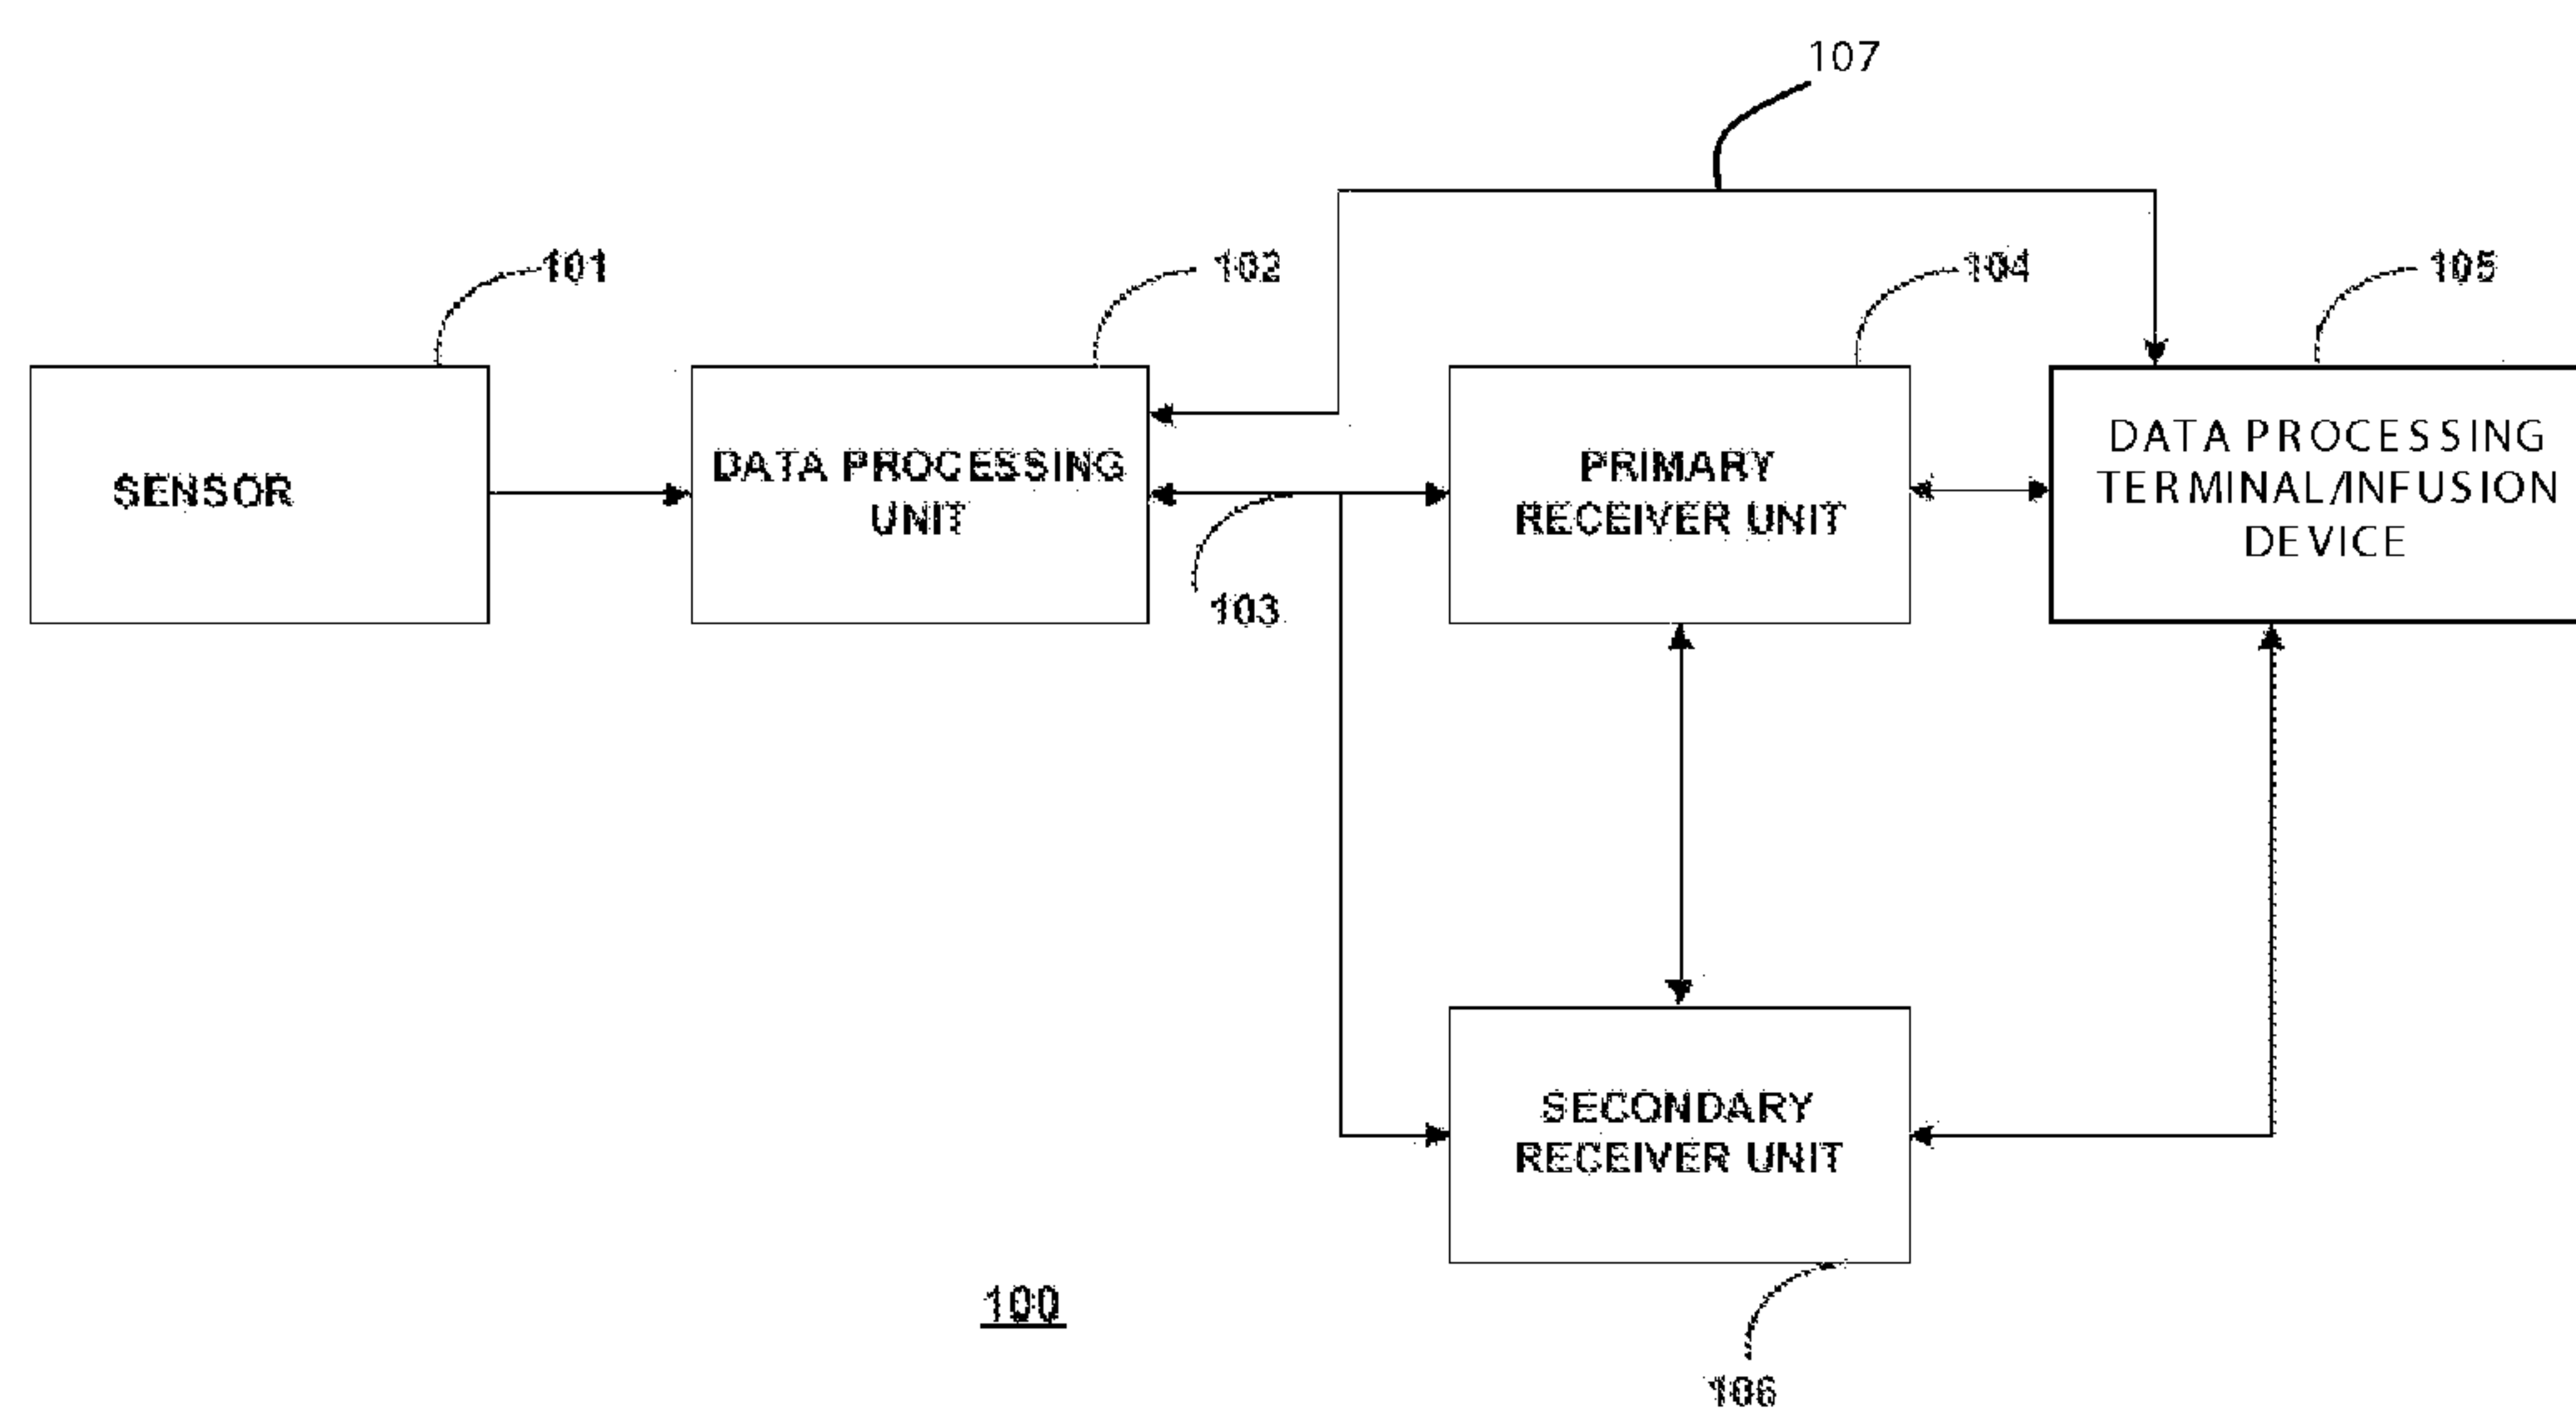 107
101
102
104
105
SENSOR
DATA PROCESSING
UNIT
PRIMARY
RECEIVER UNIT
DATA PROCESSING
TERMINAL/INFUSION
DEVICE
103
SECONDARY
RECEIVER UNIT
100
106